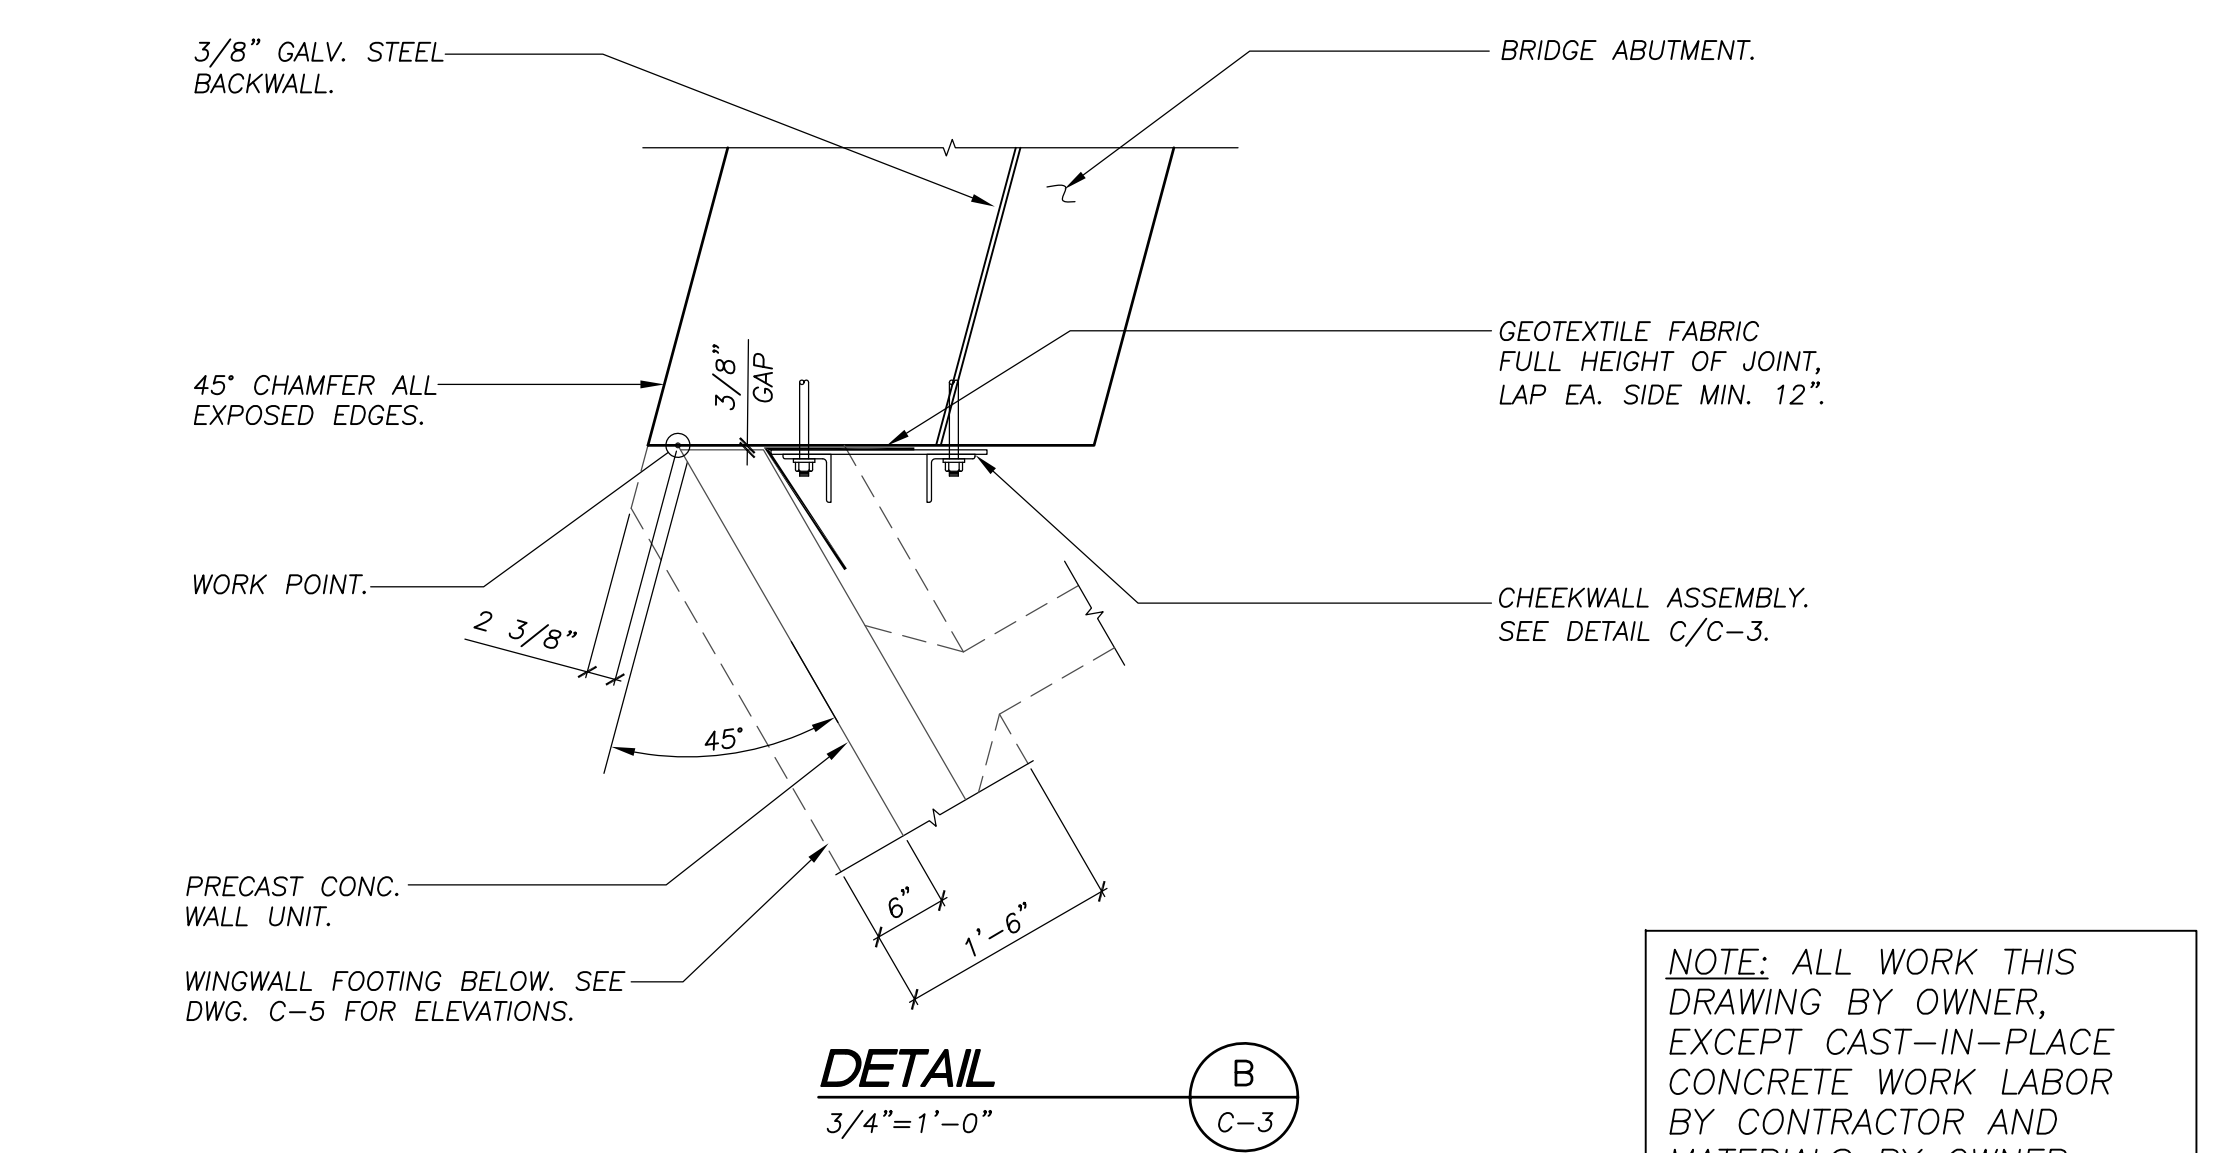 3/8” GALV. STEEL
BACKWALL.
BRIDGE ABUTMENT.
GEOTEXTILE FABRIC
FULL HEIGHT OF JOINT,
LAP EA. SIDE MIN. 12”.
3/8”
GAP
45° CHAMFER ALL
EXPOSED EDGES.
WORK POINT.
CHEEKWALL ASSEMBLY.
SEE DETAIL C/C-3.
2 3/8”
45°
PRECAST CONC.
WALL UNIT.
6”
1’-6”
WINGWALL FOOTING BELOW. SEE
DWG. C-5 FOR ELEVATIONS.
DETAIL
3/4”=1’-0”
B
C-3
NOTE: ALL WORK THIS
DRAWING BY OWNER,
EXCEPT CAST-IN-PLACE
CONCRETE WORK LABOR
BY CONTRACTOR AND
MATERIALS BY OWNER